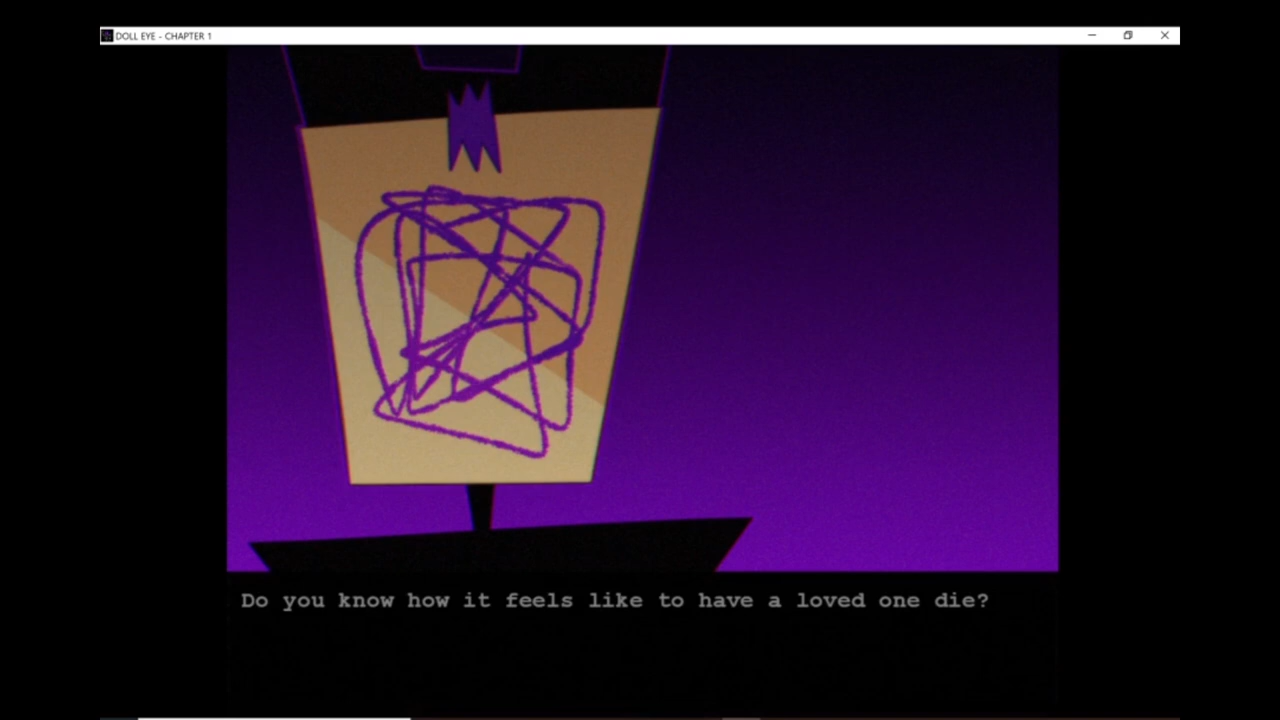 DOLL EYE - CHAPTER 1
Do you know how it feels like to have a loved one die?